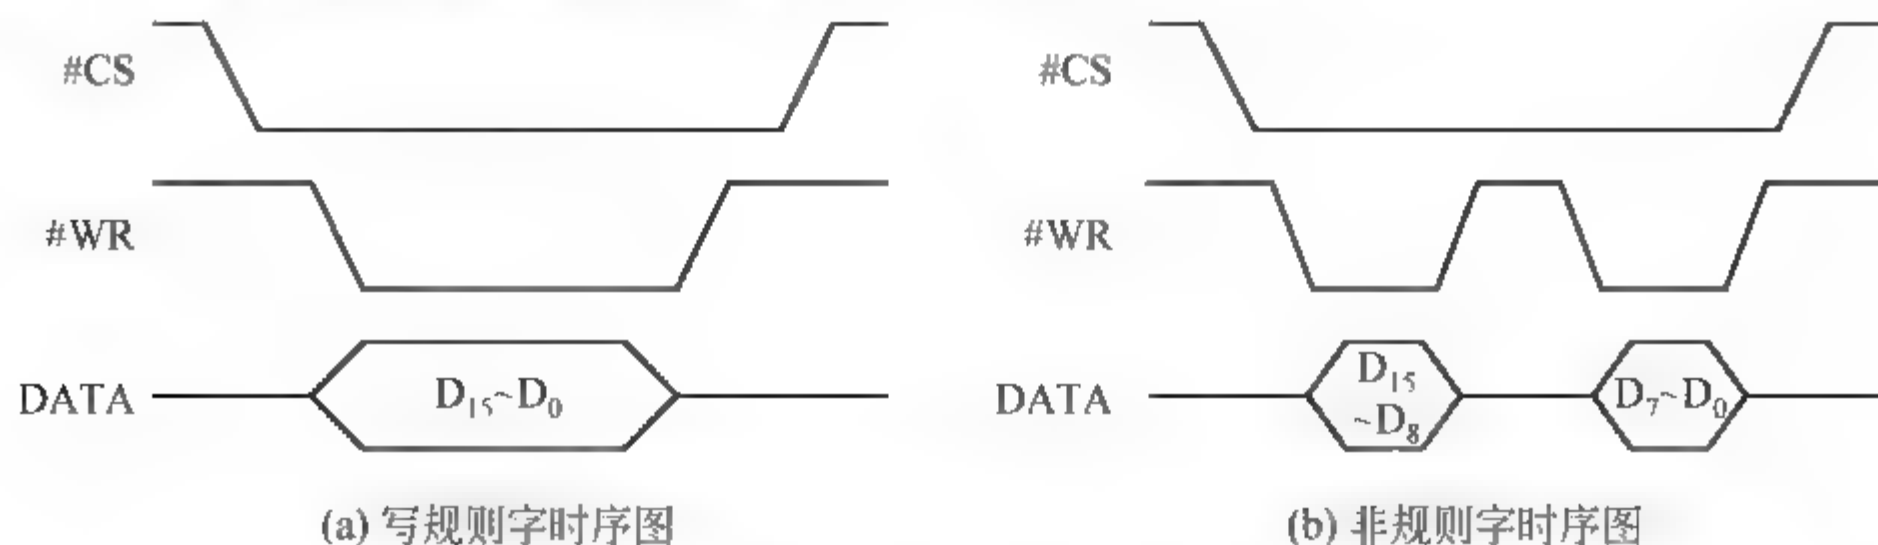 #CS
#WR
DATA
D₁₅~D₀
(a) 写规则字时序图
#CS
#WR
DATA
D₁₅
~D₈
D₇~D₀
(b) 非规则字时序图